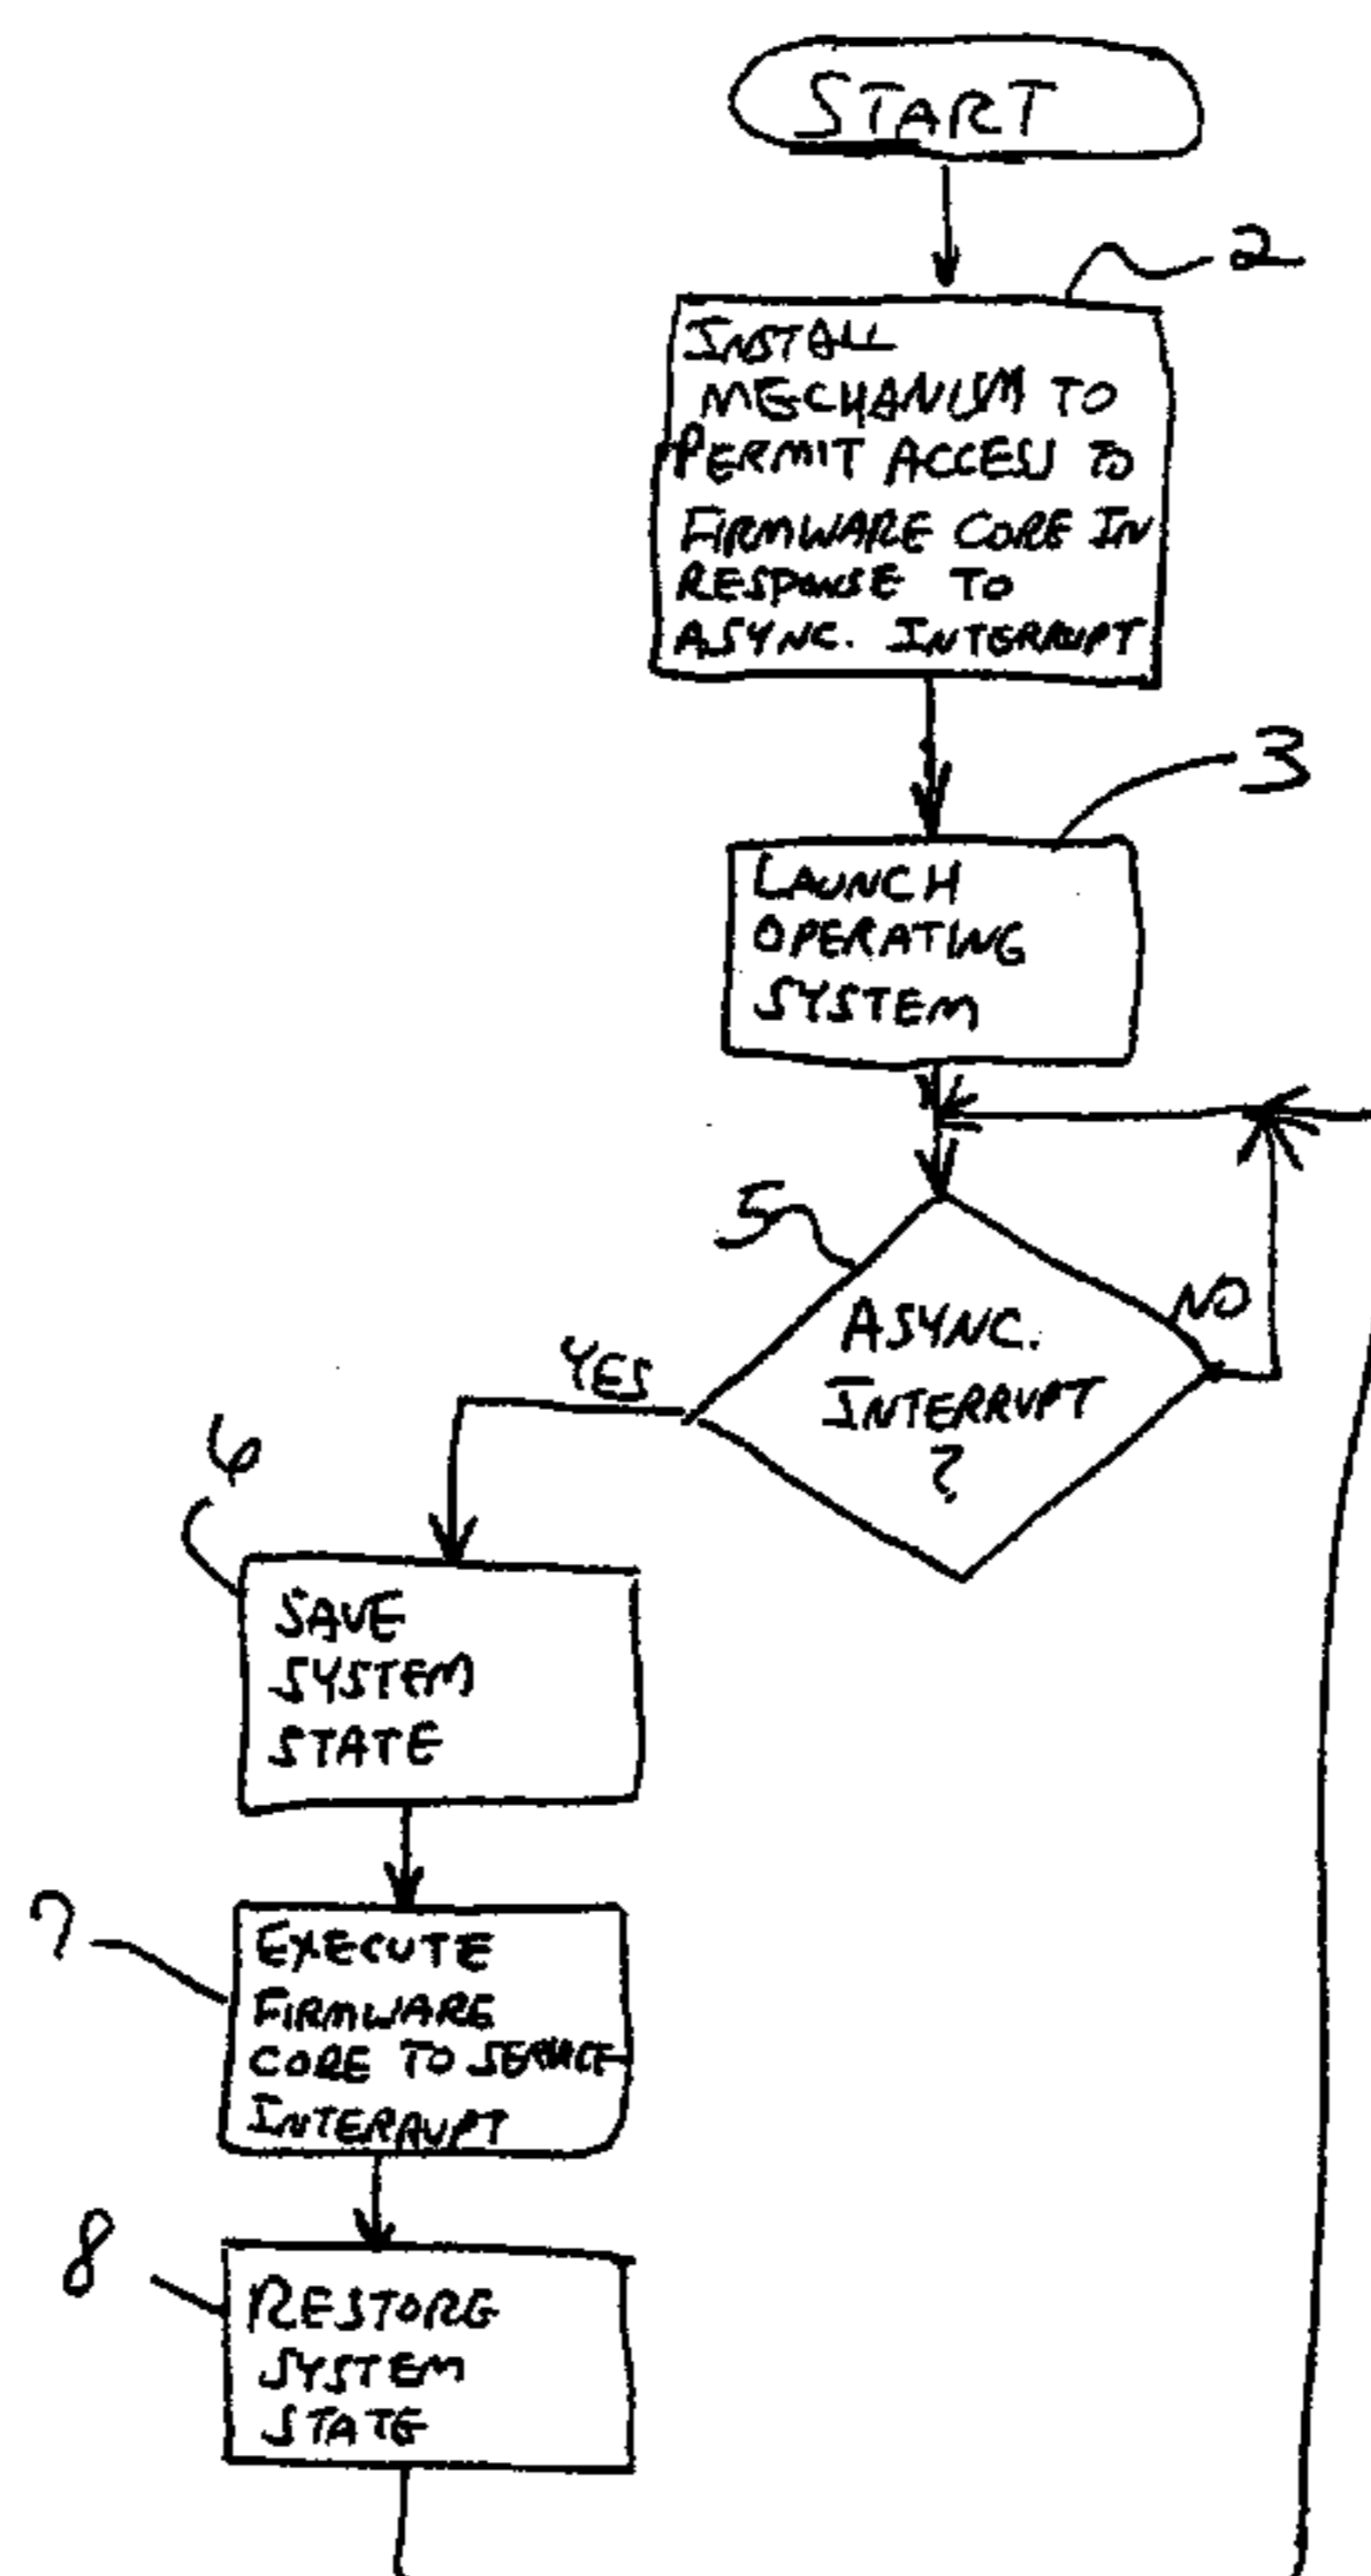 START
2
INSTALL
MECHANISM TO
PERMIT ACCESS TO
FIRMWARE CORE IN
RESPONSE TO
ASYNC. INTERRUPT
3
LAUNCH
OPERATING
SYSTEM
5
ASYNC.
INTERRUPT
?
NO
YES
6
SAVE
SYSTEM
STATE
7
EXECUTE
FIRMWARE
CORE TO SERVICE
INTERRUPT
8
RESTORE
SYSTEM
STATE